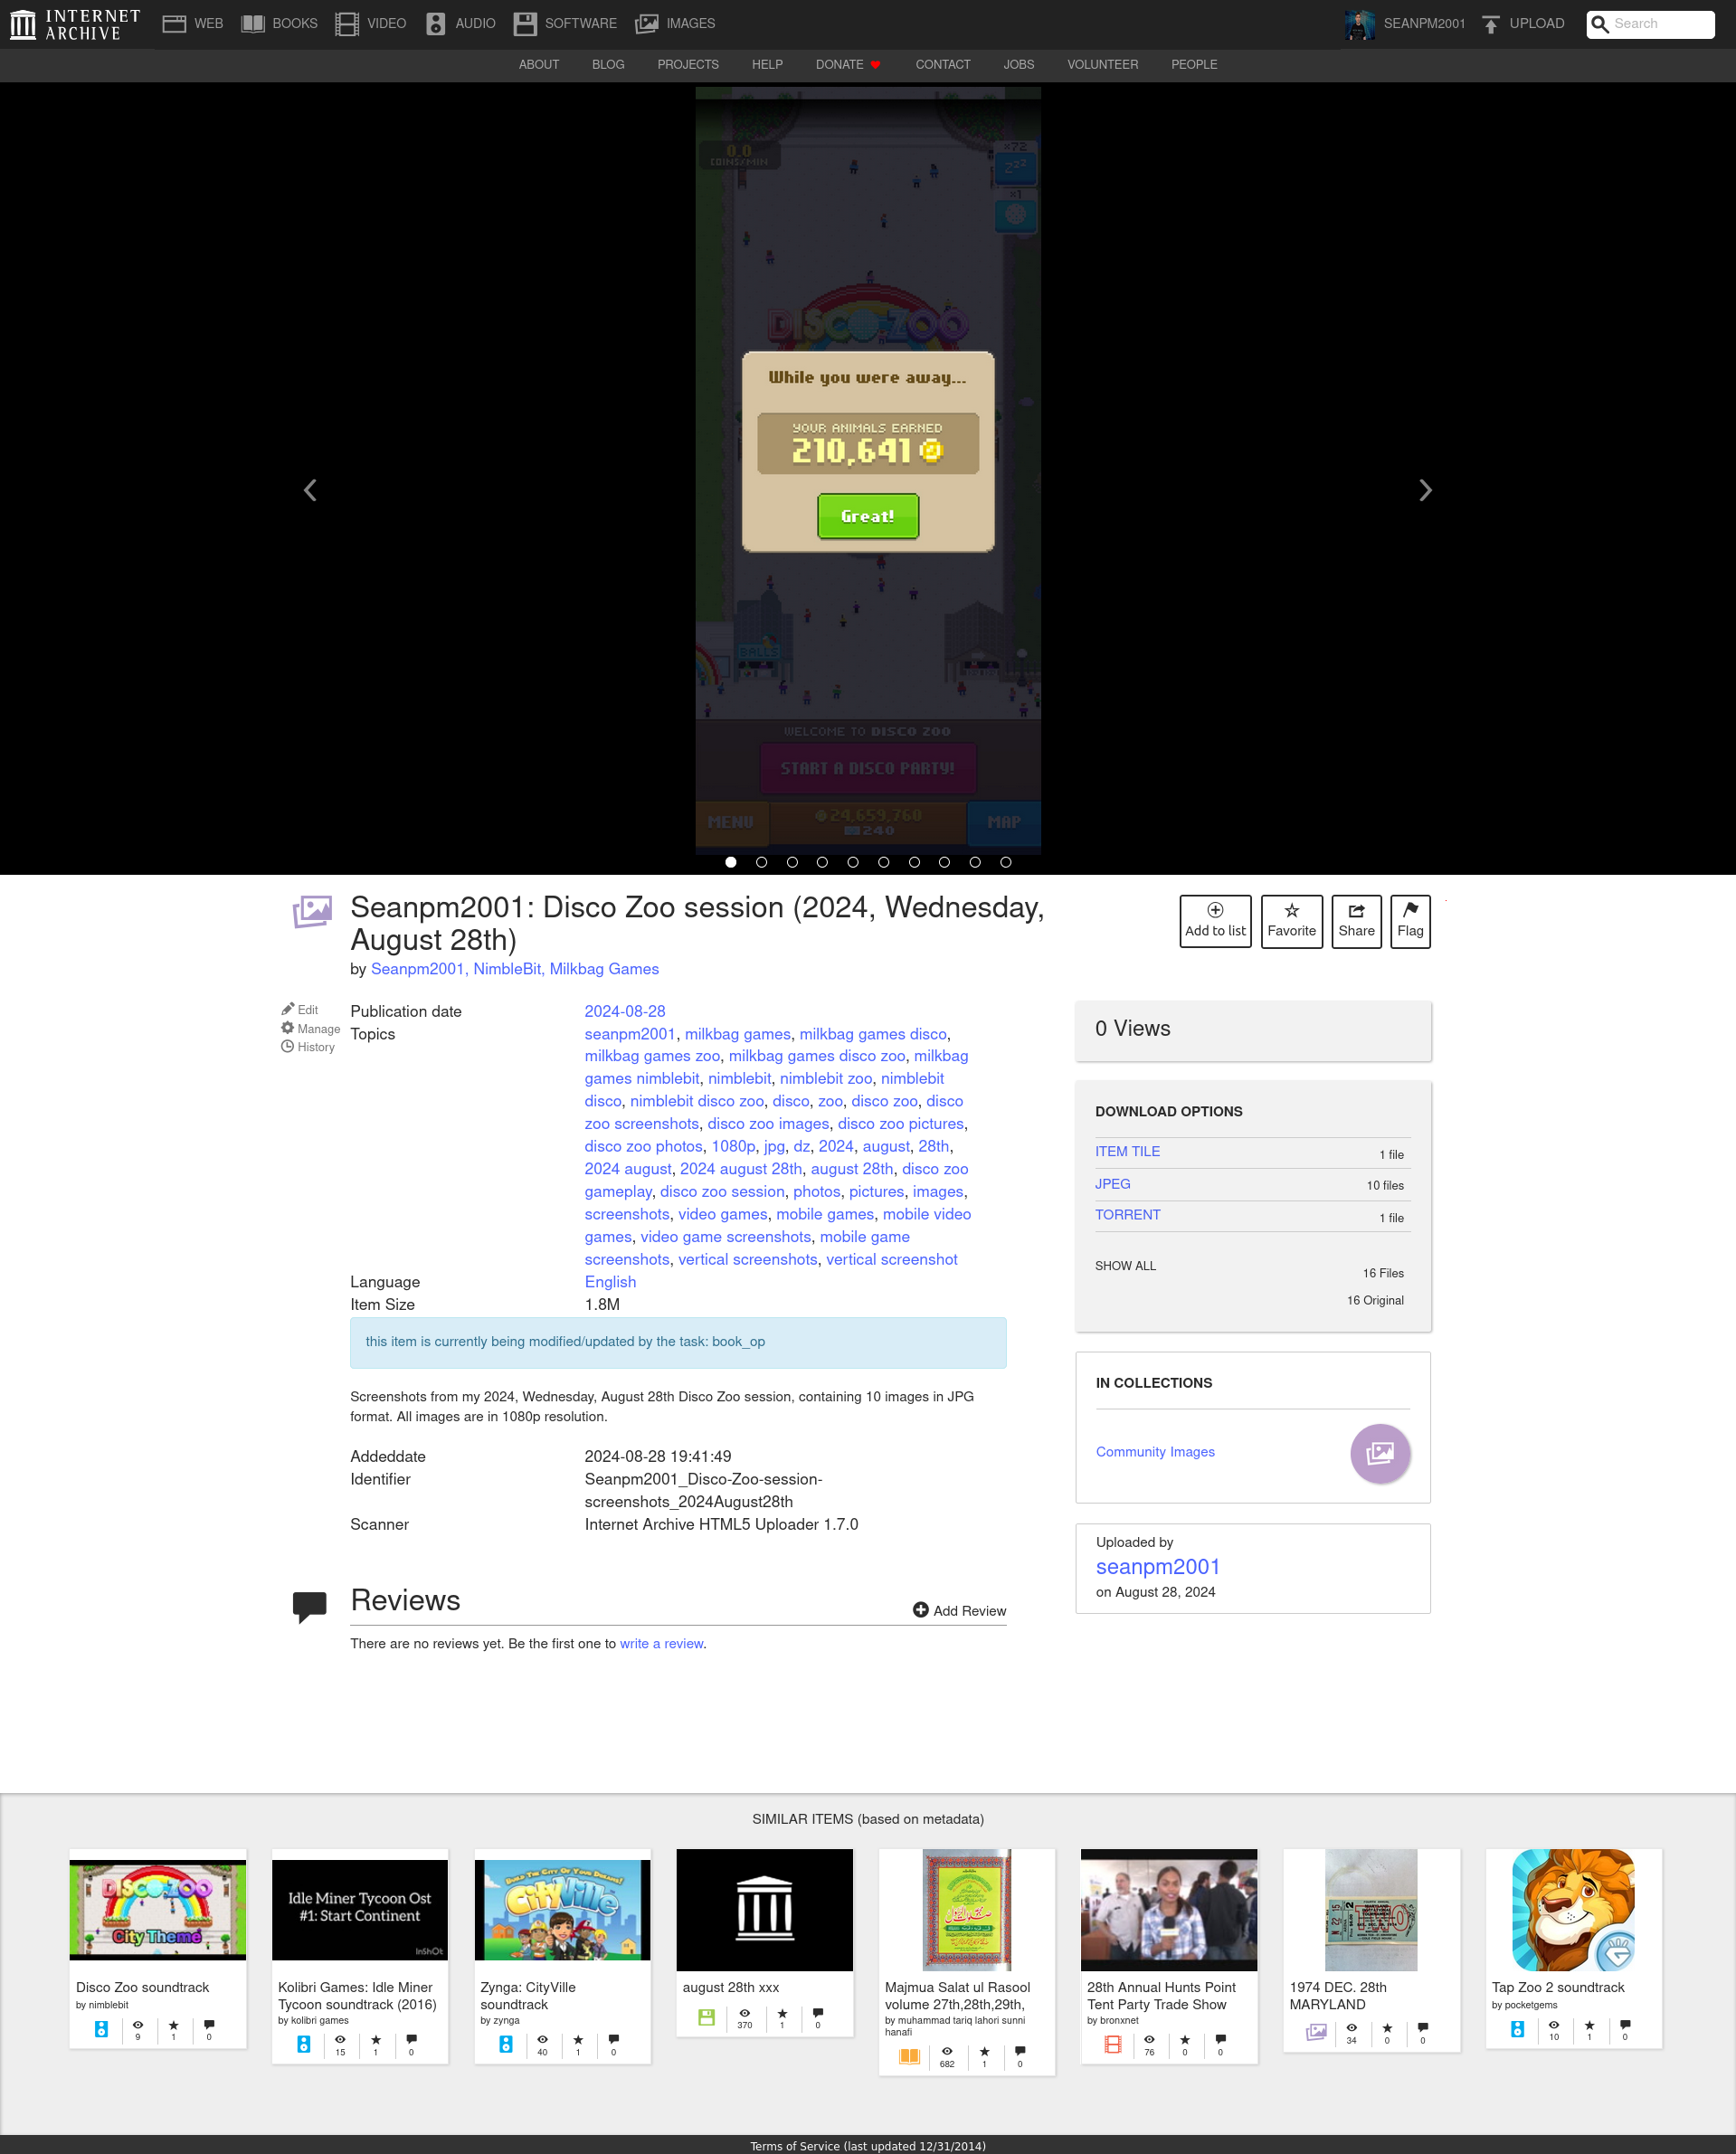 INTERNET
ARCHIVE
WEB
BOOKS
VIDEO
AUDIO
SOFTWARE
IMAGES
SEANPM2001
UPLOAD
Search
ABOUT
BLOG
PROJECTS
HELP
DONATE
CONTACT
JOBS
VOLUNTEER
PEOPLE
0.0
COINS/MIN
x72
zzz
x1
DISCO ZOO
While you were away...
YOUR ANIMALS EARNED
210,641
Great!
BALLS
WELCOME TO DISCO ZOO
START A DISCO PARTY!
MENU
24,659,760
240
MAP
Seanpm2001: Disco Zoo session (2024, Wednesday,
August 28th)
by Seanpm2001, NimbleBit, Milkbag Games
Add to list
Favorite
Share
Flag
Edit
Manage
History
Publication date
2024-08-28
Topics
seanpm2001, milkbag games, milkbag games disco,
milkbag games zoo, milkbag games disco zoo, milkbag
games nimblebit, nimblebit, nimblebit zoo, nimblebit
disco, nimblebit disco zoo, disco, zoo, disco zoo, disco
zoo screenshots, disco zoo images, disco zoo pictures,
disco zoo photos, 1080p, jpg, dz, 2024, august, 28th,
2024 august, 2024 august 28th, august 28th, disco zoo
gameplay, disco zoo session, photos, pictures, images,
screenshots, video games, mobile games, mobile video
games, video game screenshots, mobile game
screenshots, vertical screenshots, vertical screenshot
Language
English
Item Size
1.8M
this item is currently being modified/updated by the task: book_op
Screenshots from my 2024, Wednesday, August 28th Disco Zoo session, containing 10 images in JPG
format. All images are in 1080p resolution.
Addeddate
2024-08-28 19:41:49
Identifier
Seanpm2001_Disco-Zoo-session-
screenshots_2024August28th
Scanner
Internet Archive HTML5 Uploader 1.7.0
Reviews
Add Review
There are no reviews yet. Be the first one to write a review.
0 Views
DOWNLOAD OPTIONS
ITEM TILE
1 file
JPEG
10 files
TORRENT
1 file
SHOW ALL
16 Files
16 Original
IN COLLECTIONS
Community Images
Uploaded by
seanpm2001
on August 28, 2024
SIMILAR ITEMS (based on metadata)
DISCO ZOO
City Theme
Disco Zoo soundtrack
by nimblebit
9
1
0
Idle Miner Tycoon Ost
#1: Start Continent
InShOt
Kolibri Games: Idle Miner
Tycoon soundtrack (2016)
by kolibri games
15
1
0
Build The City Of Your Dreams!
CityVille
Zynga: CityVille
soundtrack
by zynga
40
1
0
august 28th xxx
370
1
0
Majmua Salat ul Rasool
volume 27th,28th,29th,
by muhammad tariq lahori sunni
hanafi
682
1
0
28th Annual Hunts Point
Tent Party Trade Show
by bronxnet
76
0
0
TWO
1974 DEC. 28th
MARYLAND
34
0
0
Tap Zoo 2 soundtrack
by pocketgems
10
1
0
Terms of Service (last updated 12/31/2014)